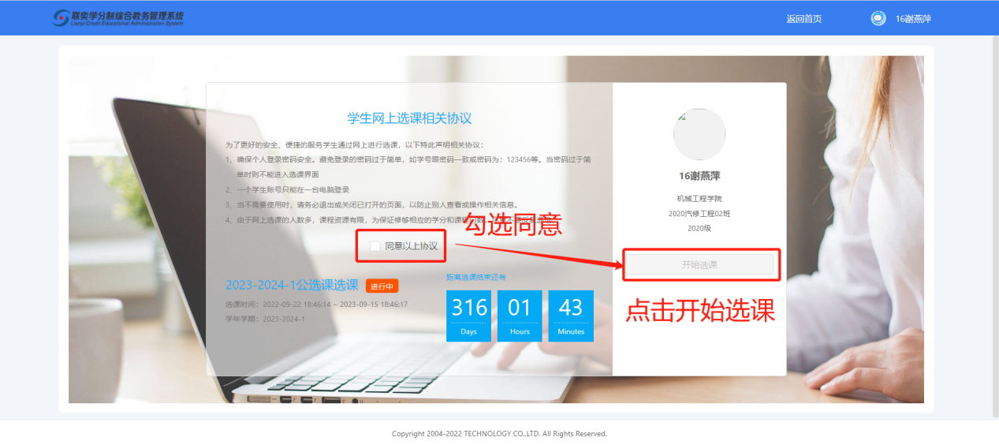 联奕学分制综合教务管理系统
Lianyi Credit Educational Administration System
返回首页
16谢燕萍
学生网上选课相关协议
为了更好的安全、便捷的服务学生通过网上进行选课，以下特此声明相关协议：
1、确保个人登录密码安全。避免登录的密码过于简单，如学号跟密码一致或密码为：123456等。当密码过于简
单时则不能进入选课界面
2、一个学生账号只能在一台电脑登录
3、当不需要使用时，请务必退出或关闭已打开的页面，以防止别人查看或操作相关信息。
4、由于网上选课的人数多，课程资源有限，为保证修够相应的学分和课程门数，
勾选同意
同意以上协议
2023-2024-1公选课选课
进行中
选课时间：2022-09-22 18:46:14 ~ 2023-09-15 18:46:17
学年学期：2023-2024-1
距离选课结束还有
316
01
43
Days
Hours
Minutes
16谢燕萍
机械工程学院
2020汽修工程02班
2020级
开始选课
点击开始选课
Copyright 2004-2022 TECHNOLOGY CO.,LTD. All Rights Reserved.